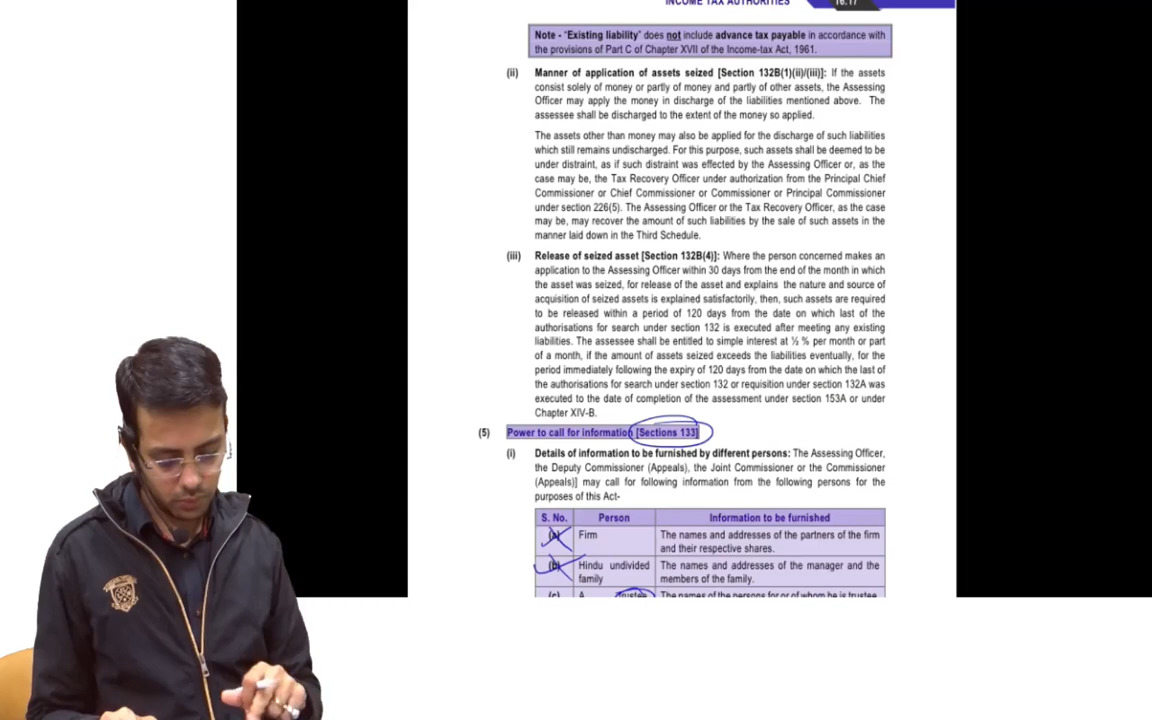 INCOME TAX AUTHORITIES 16.17
Note - “Existing liability” does not include advance tax payable in accordance with
the provisions of Part C of Chapter XVII of the Income-tax Act, 1961.
(ii) Manner of application of assets seized [Section 132B(1)(ii)/(iii)]: If the assets
consist solely of money or partly of money and partly of other assets, the Assessing
Officer may apply the money in discharge of the liabilities mentioned above. The
assessee shall be discharged to the extent of the money so applied.
The assets other than money may also be applied for the discharge of such liabilities
which still remains undischarged. For this purpose, such assets shall be deemed to be
under distraint, as if such distraint was effected by the Assessing Officer or, as the
case may be, the Tax Recovery Officer under authorization from the Principal Chief
Commissioner or Chief Commissioner or Commissioner or Principal Commissioner
under section 226(5). The Assessing Officer or the Tax Recovery Officer, as the case
may be, may recover the amount of such liabilities by the sale of such assets in the
manner laid down in the Third Schedule.
(iii) Release of seized asset [Section 132B(4)]: Where the person concerned makes an
application to the Assessing Officer within 30 days from the end of the month in which
the asset was seized, for release of the asset and explains the nature and source of
acquisition of seized assets is explained satisfactorily, then, such assets are required
to be released within a period of 120 days from the date on which last of the
authorisations for search under section 132 is executed after meeting any existing
liabilities. The assessee shall be entitled to simple interest at ½ % per month or part
of a month, if the amount of assets seized exceeds the liabilities eventually, for the
period immediately following the expiry of 120 days from the date on which the last of
the authorisations for search under section 132 or requisition under section 132A was
executed to the date of completion of the assessment under section 153A or under
Chapter XIV-B.
(5) Power to call for information [Sections 133]
(i) Details of information to be furnished by different persons: The Assessing Officer,
the Deputy Commissioner (Appeals), the Joint Commissioner or the Commissioner
(Appeals)] may call for following information from the following persons for the
purposes of this Act-
S. No. Person Information to be furnished
(a) Firm The names and addresses of the partners of the firm
and their respective shares.
(b) Hindu undivided The names and addresses of the manager and the
family members of the family.
(c) A trustee The names of the persons for or of whom he is trustee,